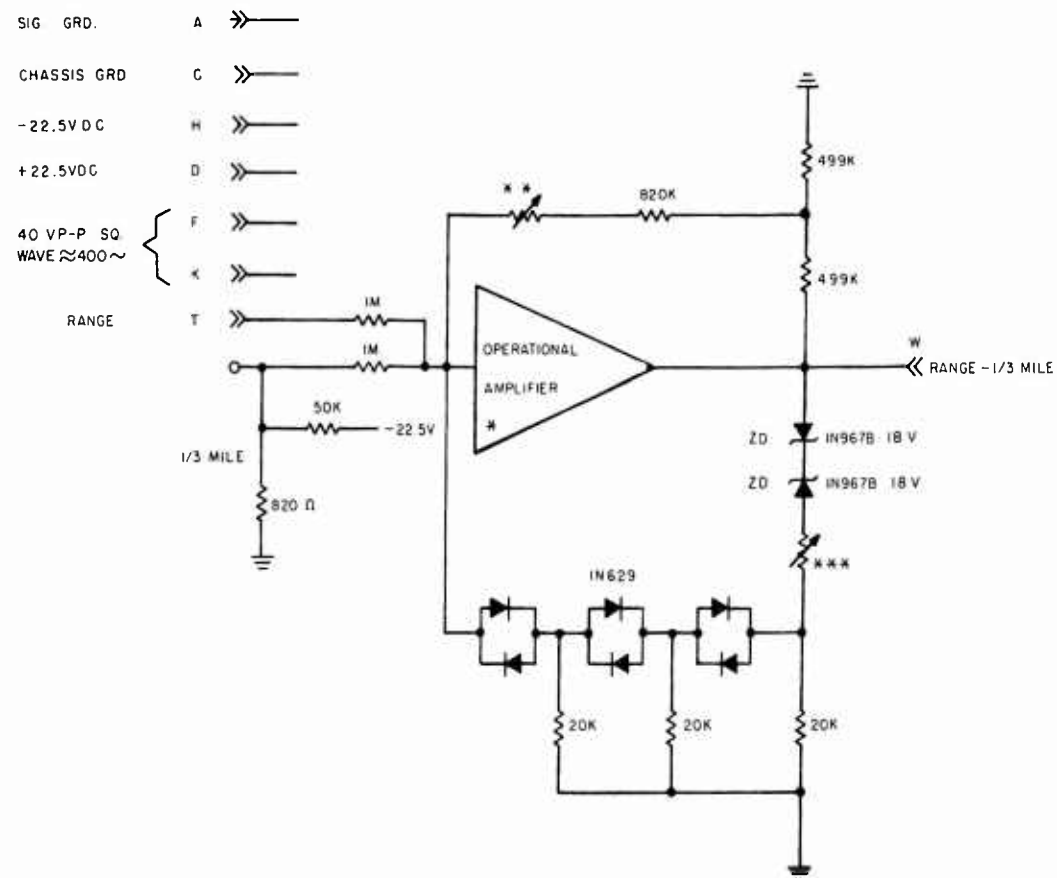 SIG GRD. A
CHASSIS GRD C
-22.5VDC H
+22.5VDC D
40 VP-P SQ F
WAVE ≈400~ K
RANGE T
1M
1M
50K
-22.5V
1/3 MILE
820 Ω
**
820K
499K
499K
OPERATIONAL
AMPLIFIER
*
W
RANGE -1/3 MILE
ZD IN967B 18 V
ZD IN967B 18 V
***
IN629
20K
20K
20K